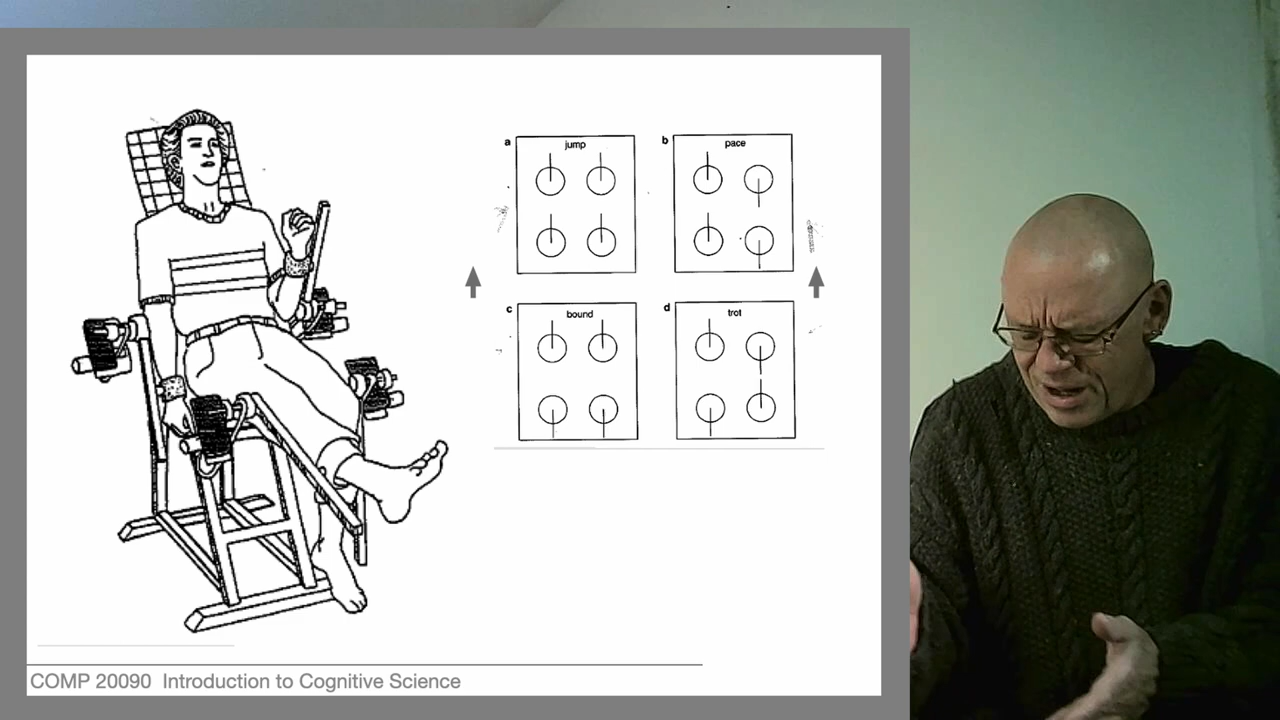 a
jump
b
pace
c
bound
d
trot
COMP 20090 Introduction to Cognitive Science